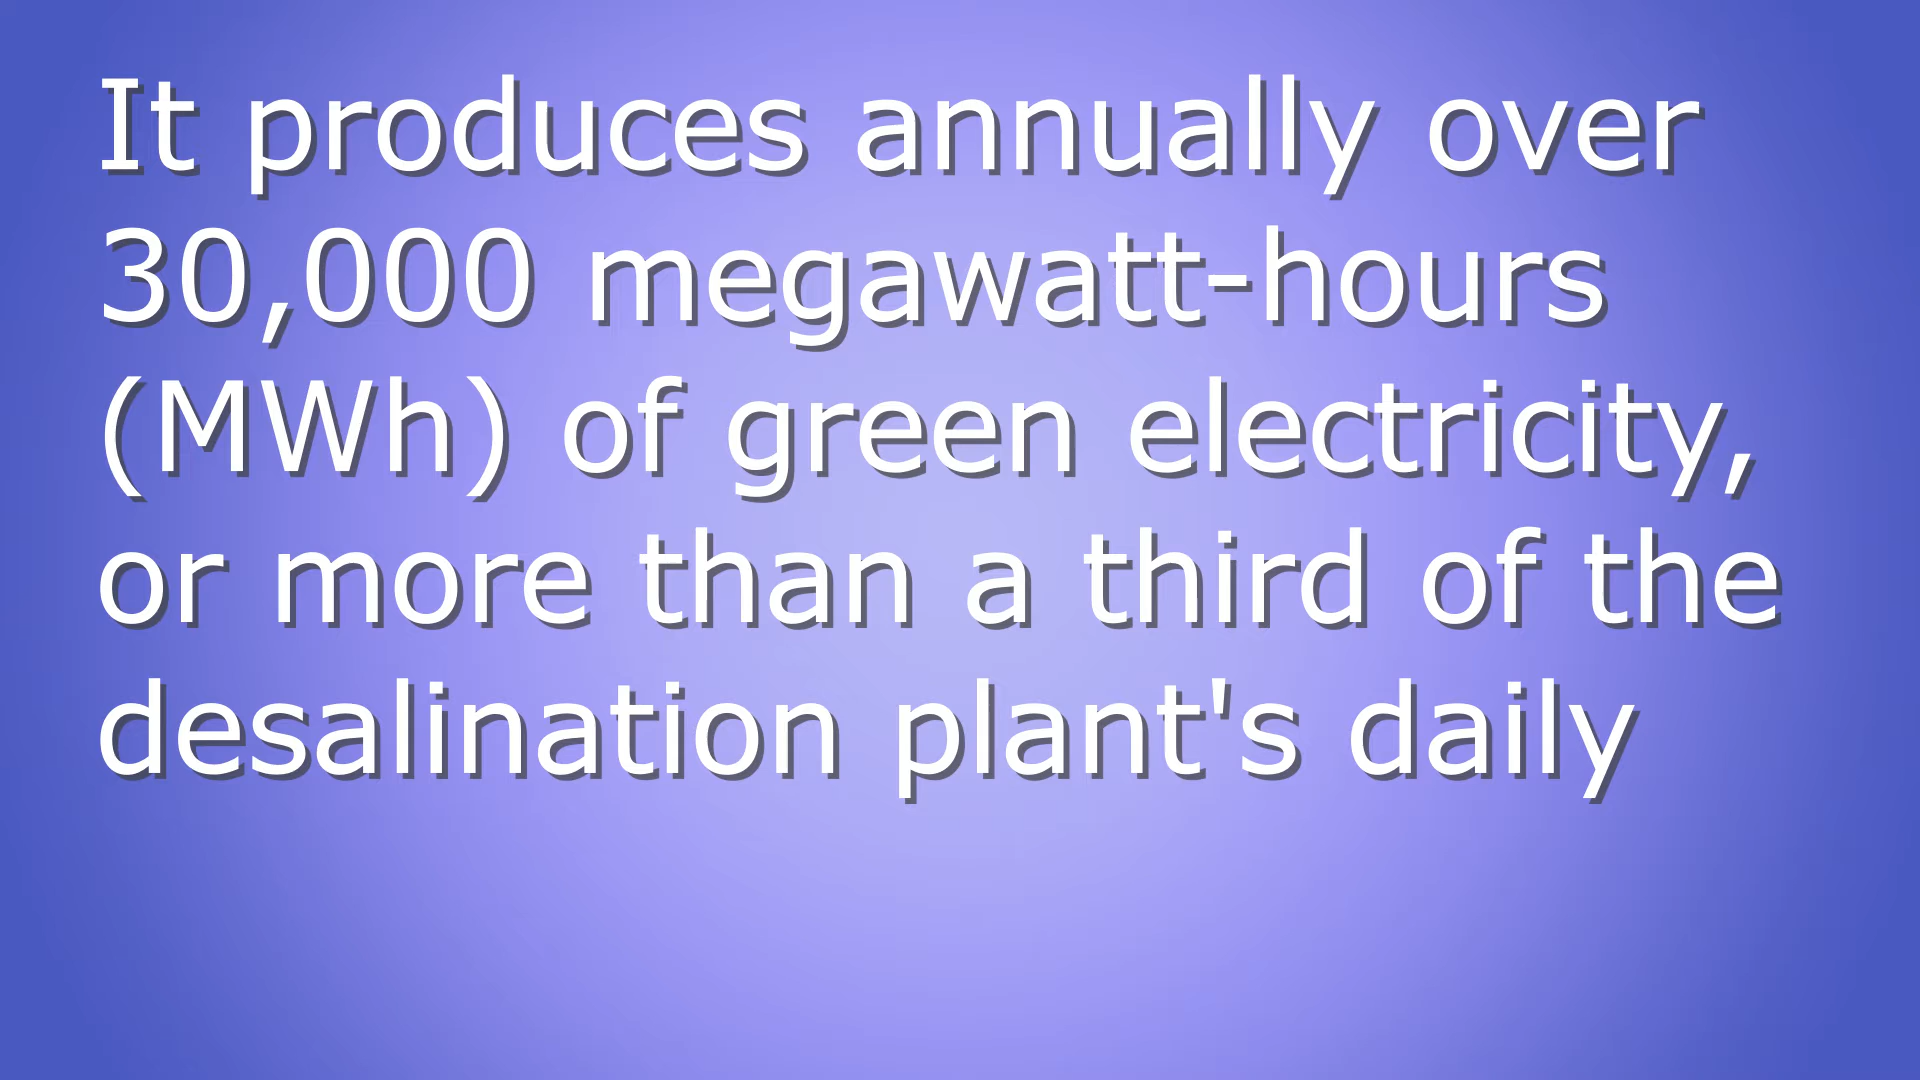 It produces annually over
30,000 megawatt-hours
(MWh) of green electricity,
or more than a third of the
desalination plant's daily